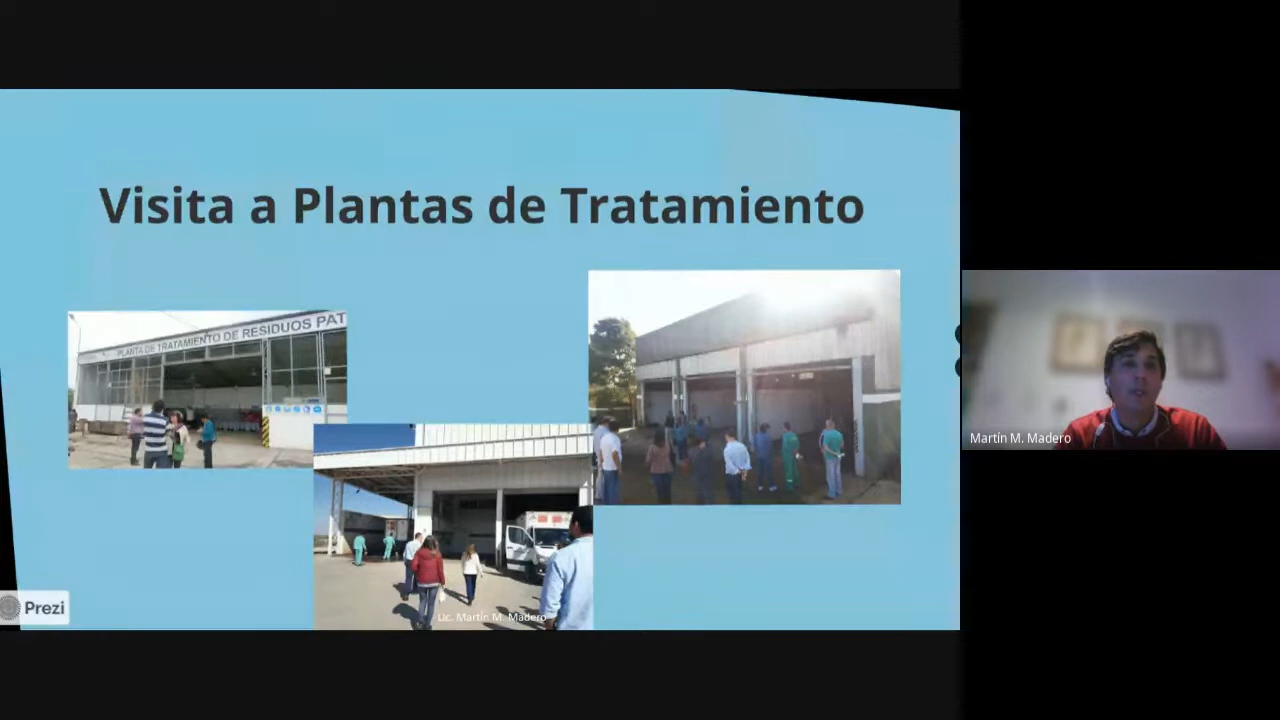 Visita a Plantas de Tratamiento
PLANTA DE TRATAMIENTO DE RESIDUOS PAT
Martín M. Madero
Lic. Martín M. Madero
Prezi